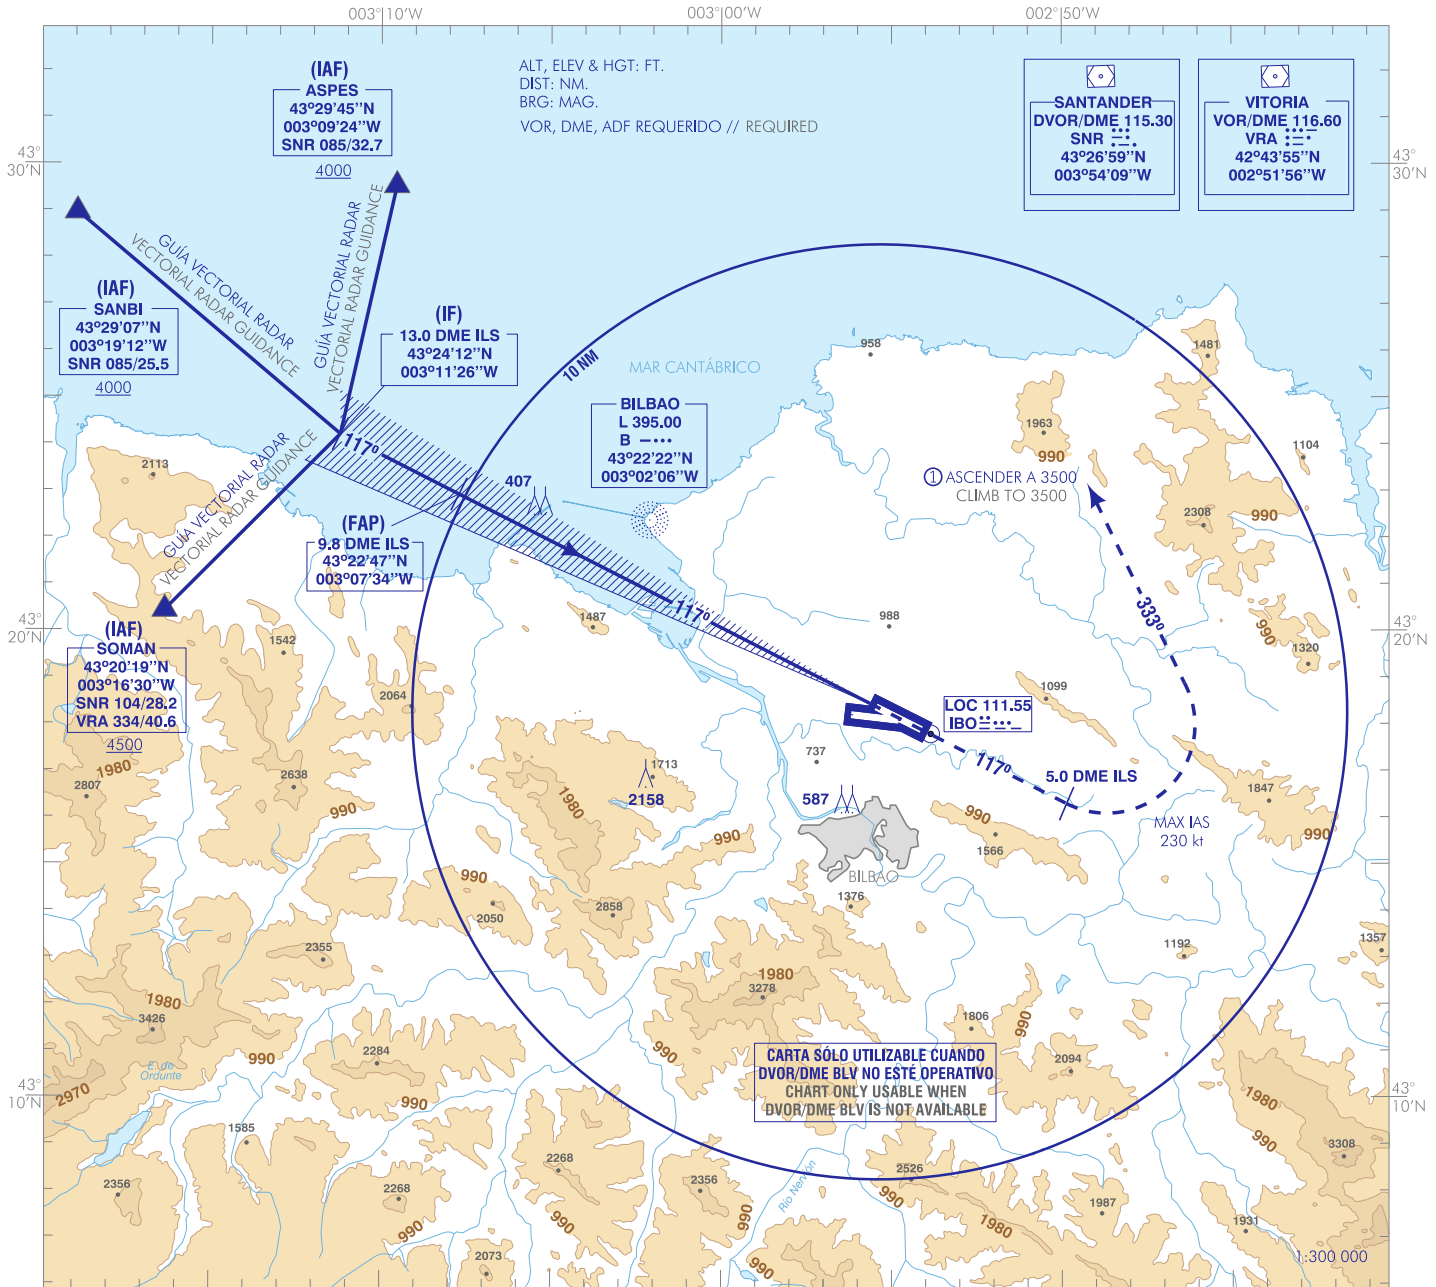 003°10'W
003°00'W
002°50'W
ALT, ELEV & HGT: FT.
DIST: NM.
BRG: MAG.
VOR, DME, ADF REQUERIDO // REQUIRED
(IAF)
ASPES
43°29'45''N
003°09'24''W
SNR 085/32.7
4000
SANTANDER
DVOR/DME 115.30
SNR
43°26'59''N
003°54'09''W
VITORIA
VOR/DME 116.60
VRA
42°43'55''N
002°51'56''W
43°
30'N
43°
30'N
GUÍA VECTORIAL RADAR
VECTORIAL RADAR GUIDANCE
GUÍA VECTORIAL RADAR
VECTORIAL RADAR GUIDANCE
(IAF)
SANBI
43°29'07''N
003°19'12''W
SNR 085/25.5
4000
(IF)
13.0 DME ILS
43°24'12''N
003°11'26''W
10 NM
MAR CANTÁBRICO
958
1481
BILBAO
L 395.00
B
43°22'22''N
003°02'06''W
1963
990
1104
① ASCENDER A 3500
CLIMB TO 3500
2308
990
117°
407
2113
GUÍA VECTORIAL RADAR
VECTORIAL RADAR GUIDANCE
(FAP)
9.8 DME ILS
43°22'47''N
003°07'34''W
117°
333°
43°
20'N
43°
20'N
(IAF)
SOMAN
43°20'19''N
003°16'30''W
SNR 104/28.2
VRA 334/40.6
4500
1542
1487
988
990
1320
2064
1099
LOC 111.55
IBO
117°
5.0 DME ILS
MAX IAS
230 kt
737
1713
2158
587
1980
2807
2638
990
1980
990
990
1566
1847
990
BILBAO
1376
990
2050
2858
2355
1980
3278
1192
1357
1980
3426
990
1806
990
2284
990
2094
E. de
Ordunte
2970
CARTA SÓLO UTILIZABLE CUANDO
DVOR/DME BLV NO ESTÉ OPERATIVO
CHART ONLY USABLE WHEN
DVOR/DME BLV IS NOT AVAILABLE
43°
10'N
43°
10'N
990
1980
990
1585
3308
2268
2356
2268
2356
Río Nervión
2526
990
1987
1980
1931
990
990
990
2073
990
1:300 000